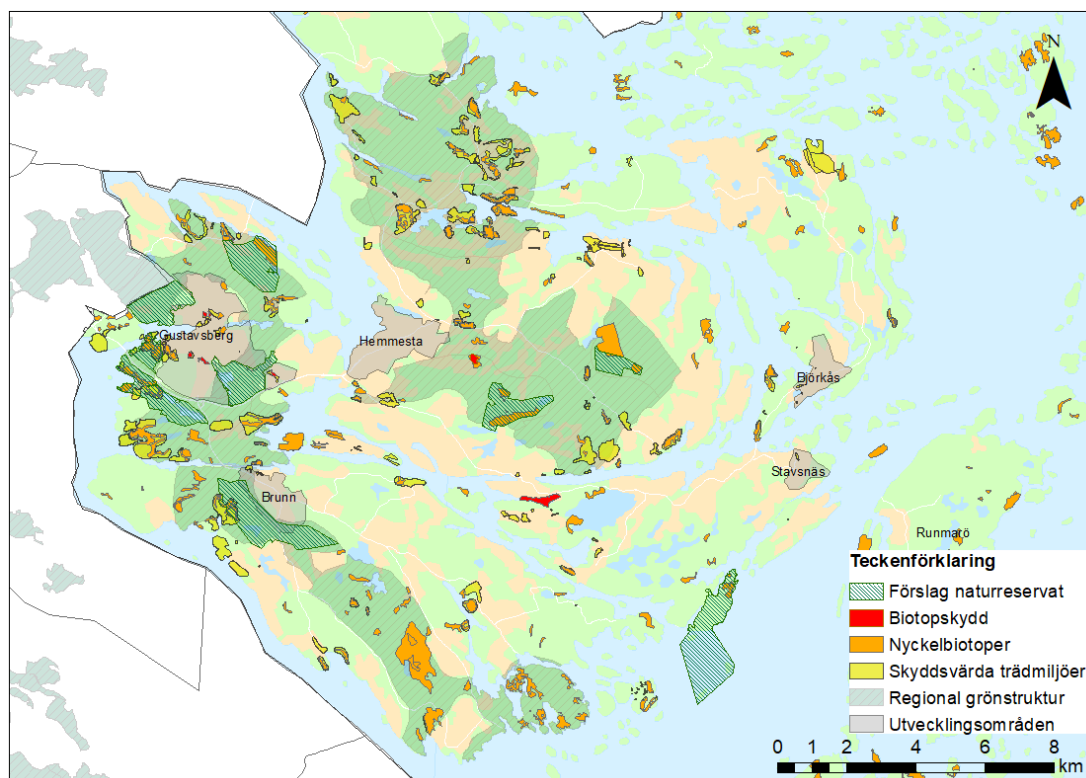 N
Gustavsberg
Hemmesta
Björkås
Stavsnäs
Brunn
Runmarö
Teckenförklaring
Förslag naturreservat
Biotopskydd
Nyckelbiotoper
Skyddsvärda trädmiljöer
Regional grönstruktur
Utvecklingsområden
0 1 2 4 6 8
km